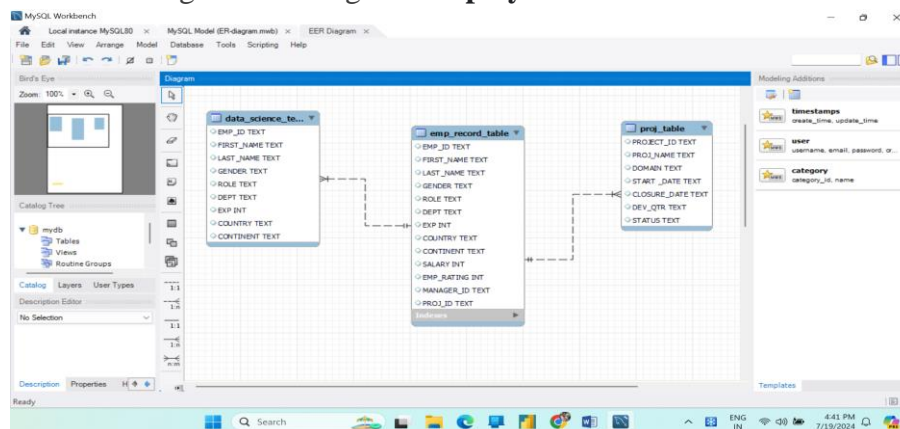 MySQL Workbench
Local instance MySQL80 × MySQL Model (ER-diagram.mwb) × EER Diagram ×
File Edit View Arrange Model Database Tools Scripting Help
Bird's Eye
Zoom: 100%
Diagram
Modeling Additions
timestamps
create_time, update_time
user
username, email, password, cr...
category
category_id, name
data_science_te...
EMP_ID TEXT
FIRST_NAME TEXT
LAST_NAME TEXT
GENDER TEXT
ROLE TEXT
DEPT TEXT
EXP INT
COUNTRY TEXT
CONTINENT TEXT
emp_record_table
EMP_ID TEXT
FIRST_NAME TEXT
LAST_NAME TEXT
GENDER TEXT
ROLE TEXT
DEPT TEXT
EXP INT
COUNTRY TEXT
CONTINENT TEXT
SALARY INT
EMP_RATING INT
MANAGER_ID TEXT
PROJ_ID TEXT
Indexes
proj_table
PROJECT_ID TEXT
PROJ_NAME TEXT
DOMAIN TEXT
START _DATE TEXT
CLOSURE_DATE TEXT
DEV_QTR TEXT
STATUS TEXT
Catalog Tree
mydb
Tables
Views
Routine Groups
Catalog Layers User Types
Description Editor
No Selection
1:1
1:n
1:1
1:n
n:m
Description Properties H
Templates
Ready
Search
ENG
IN
4:41 PM
7/19/2024